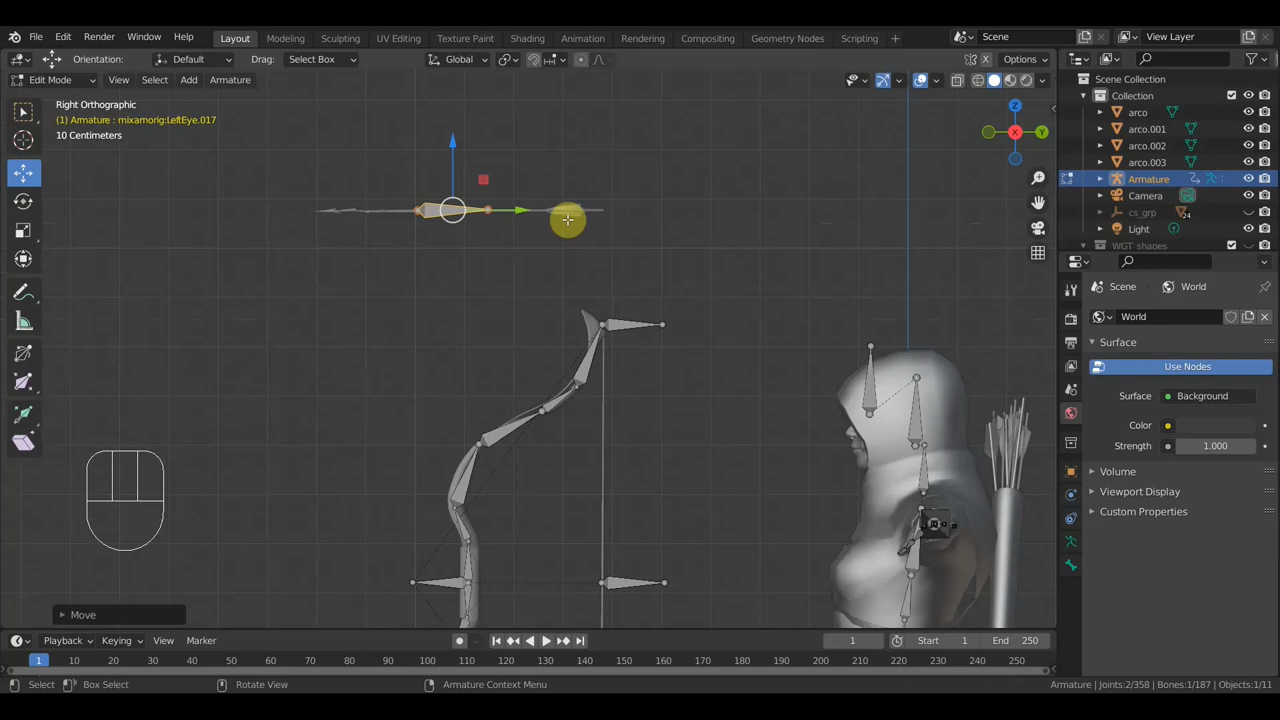 File Edit Render Window Help Layout Modeling Sculpting UV Editing Texture Paint Shading Animation Rendering Compositing Geometry Nodes Scripting + Scene View Layer
Orientation: Default Drag: Select Box Global Options
Edit Mode View Select Add Armature
Right Orthographic
(1) Armature : mixamorig:LeftEye.017
10 Centimeters
Z
Y
X
Move
Scene Collection
Collection
arco
arco.001
arco.002
arco.003
Armature
Camera
cs_grp 24
Light
WGT_shapes
Scene World
World
Surface
Use Nodes
Surface Background
Color
Strength 1.000
Volume
Viewport Display
Custom Properties
Playback Keying View Marker 1 Start 1 End 250
1 10 20 30 40 50 60 70 80 90 100 110 120 130 140 150 160 170 180 190 200 210 220 230 240 250
Select Box Select Rotate View Armature Context Menu Armature | Joints:2/358 | Bones:1/187 | Objects:1/11